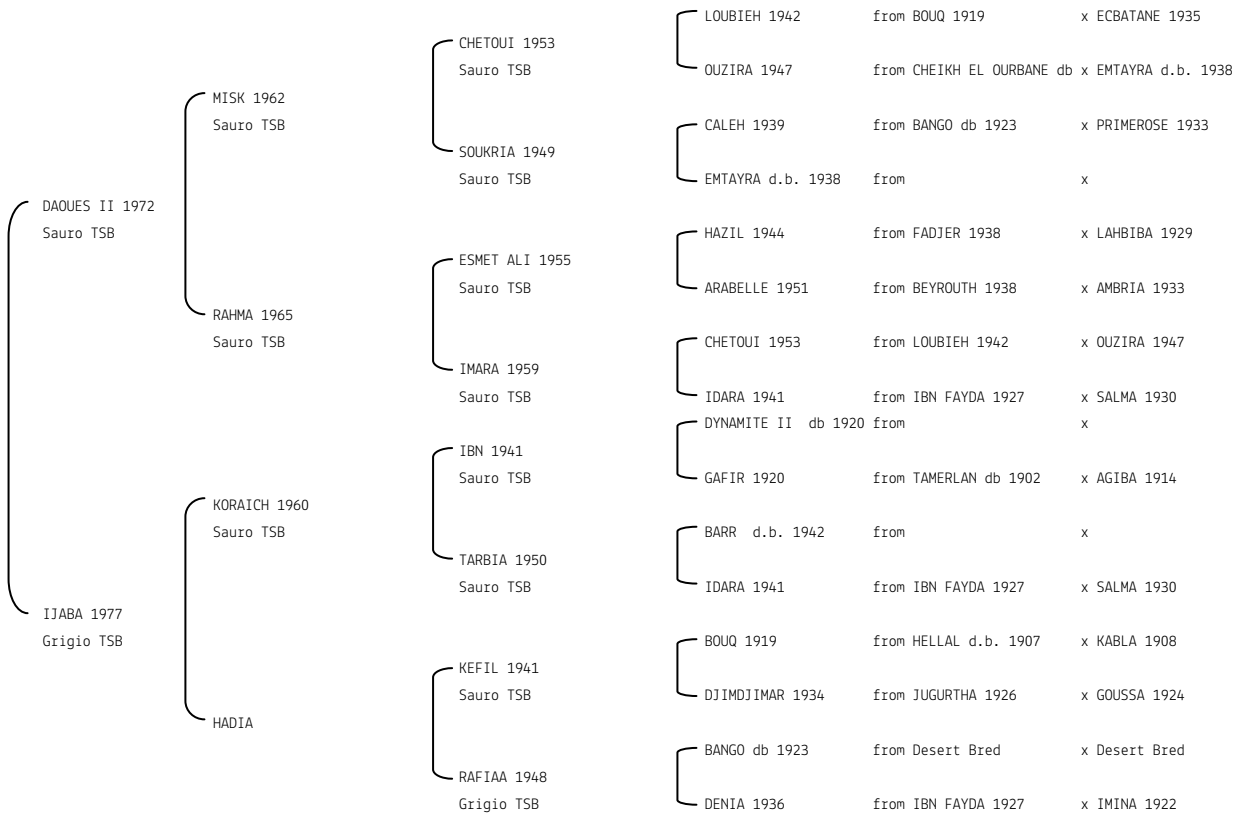 LOUBIEH 1942 from BOUQ 1919 x ECBATANE 1935
CHETOUI 1953
Sauro TSB OUZIRA 1947 from CHEIKH EL OURBANE db x EMTAYRA d.b. 1938
MISK 1962
Sauro TSB CALEH 1939 from BANGO db 1923 x PRIMEROSE 1933
SOUKRIA 1949
Sauro TSB EMTAYRA d.b. 1938 from x
DAOUES II 1972
Sauro TSB HAZIL 1944 from FADJER 1938 x LAHBIBA 1929
ESMET ALI 1955
Sauro TSB ARABELLE 1951 from BEYROUTH 1938 x AMBRIA 1933
RAHMA 1965
Sauro TSB CHETOUI 1953 from LOUBIEH 1942 x OUZIRA 1947
IMARA 1959
Sauro TSB IDARA 1941 from IBN FAYDA 1927 x SALMA 1930
DYNAMITE II db 1920 from x
IBN 1941
Sauro TSB GAFIR 1920 from TAMERLAN db 1902 x AGIBA 1914
KORAICH 1960
Sauro TSB BARR d.b. 1942 from x
TARBIA 1950
Sauro TSB IDARA 1941 from IBN FAYDA 1927 x SALMA 1930
IJABA 1977
Grigio TSB BOUQ 1919 from HELLAL d.b. 1907 x KABLA 1908
KEFIL 1941
Sauro TSB DJIMDJIMAR 1934 from JUGURTHA 1926 x GOUSSA 1924
HADIA
BANGO db 1923 from Desert Bred x Desert Bred
RAFIAA 1948
Grigio TSB DENIA 1936 from IBN FAYDA 1927 x IMINA 1922